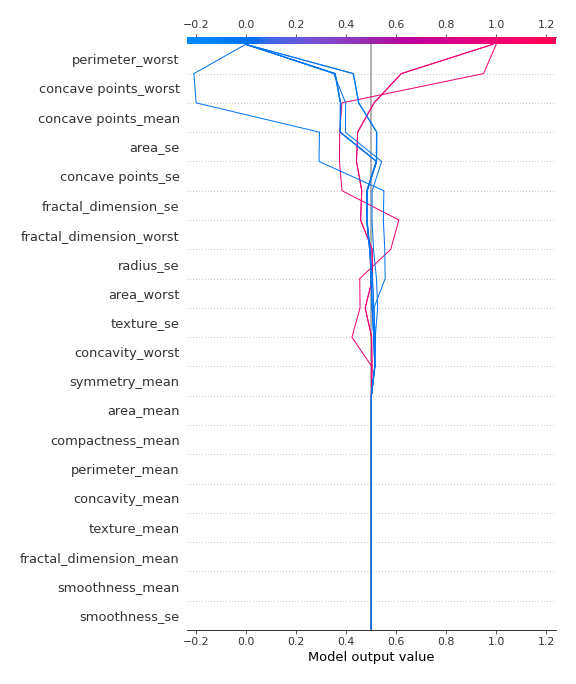 −0.2 0.0 0.2 0.4 0.6 0.8 1.0 1.2
perimeter_worst
concave points_worst
concave points_mean
area_se
concave points_se
fractal_dimension_se
fractal_dimension_worst
radius_se
area_worst
texture_se
concavity_worst
symmetry_mean
area_mean
compactness_mean
perimeter_mean
concavity_mean
texture_mean
fractal_dimension_mean
smoothness_mean
smoothness_se
−0.2 0.0 0.2 0.4 0.6 0.8 1.0 1.2
Model output value